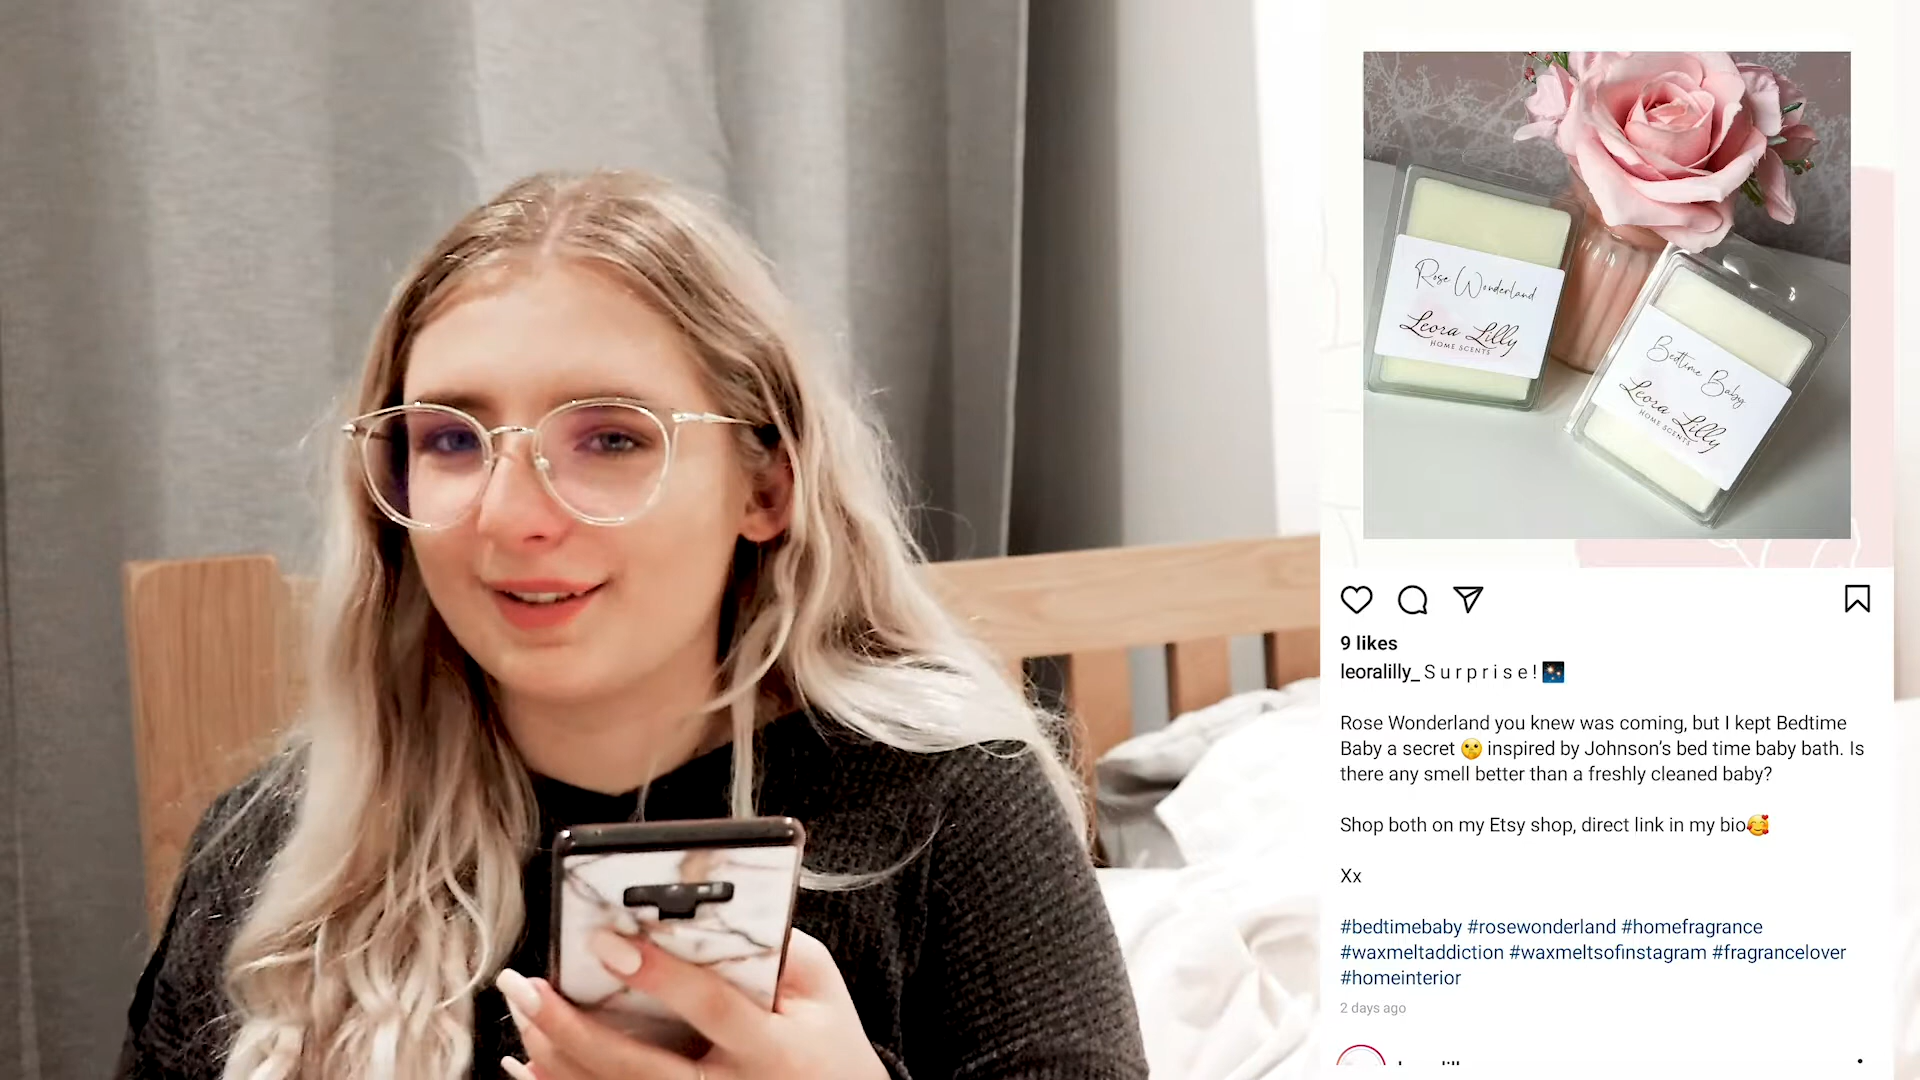 Rose Wonderland
Leora Lilly
HOME SCENTS
Bedtime Baby
Leora Lilly
HOME SCENTS
9 likes
leoralilly_ S u r p r i s e ! 🎇
Rose Wonderland you knew was coming, but I kept Bedtime
Baby a secret 🤫 inspired by Johnson's bed time baby bath. Is
there any smell better than a freshly cleaned baby?
Shop both on my Etsy shop, direct link in my bio🥰
Xx
#bedtimebaby #rosewonderland #homefragrance
#waxmeltaddiction #waxmeltsofinstagram #fragrancelover
#homeinterior
2 days ago